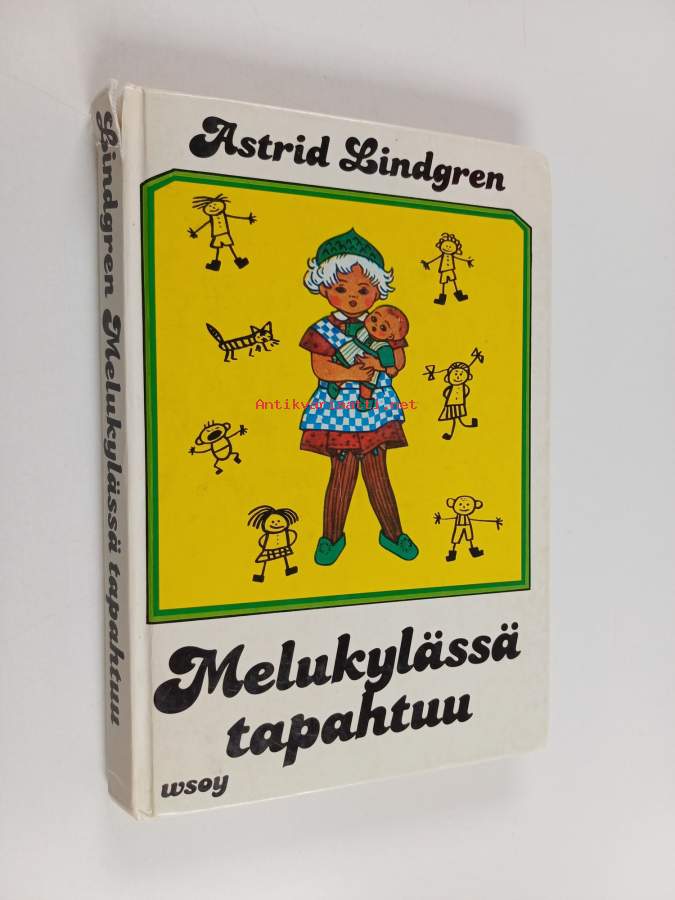 Astrid Lindgren
Melukylässä
tapahtuu
wsoy
Lindgren Melukylässä tapahtuu
Antikvariaatti.net